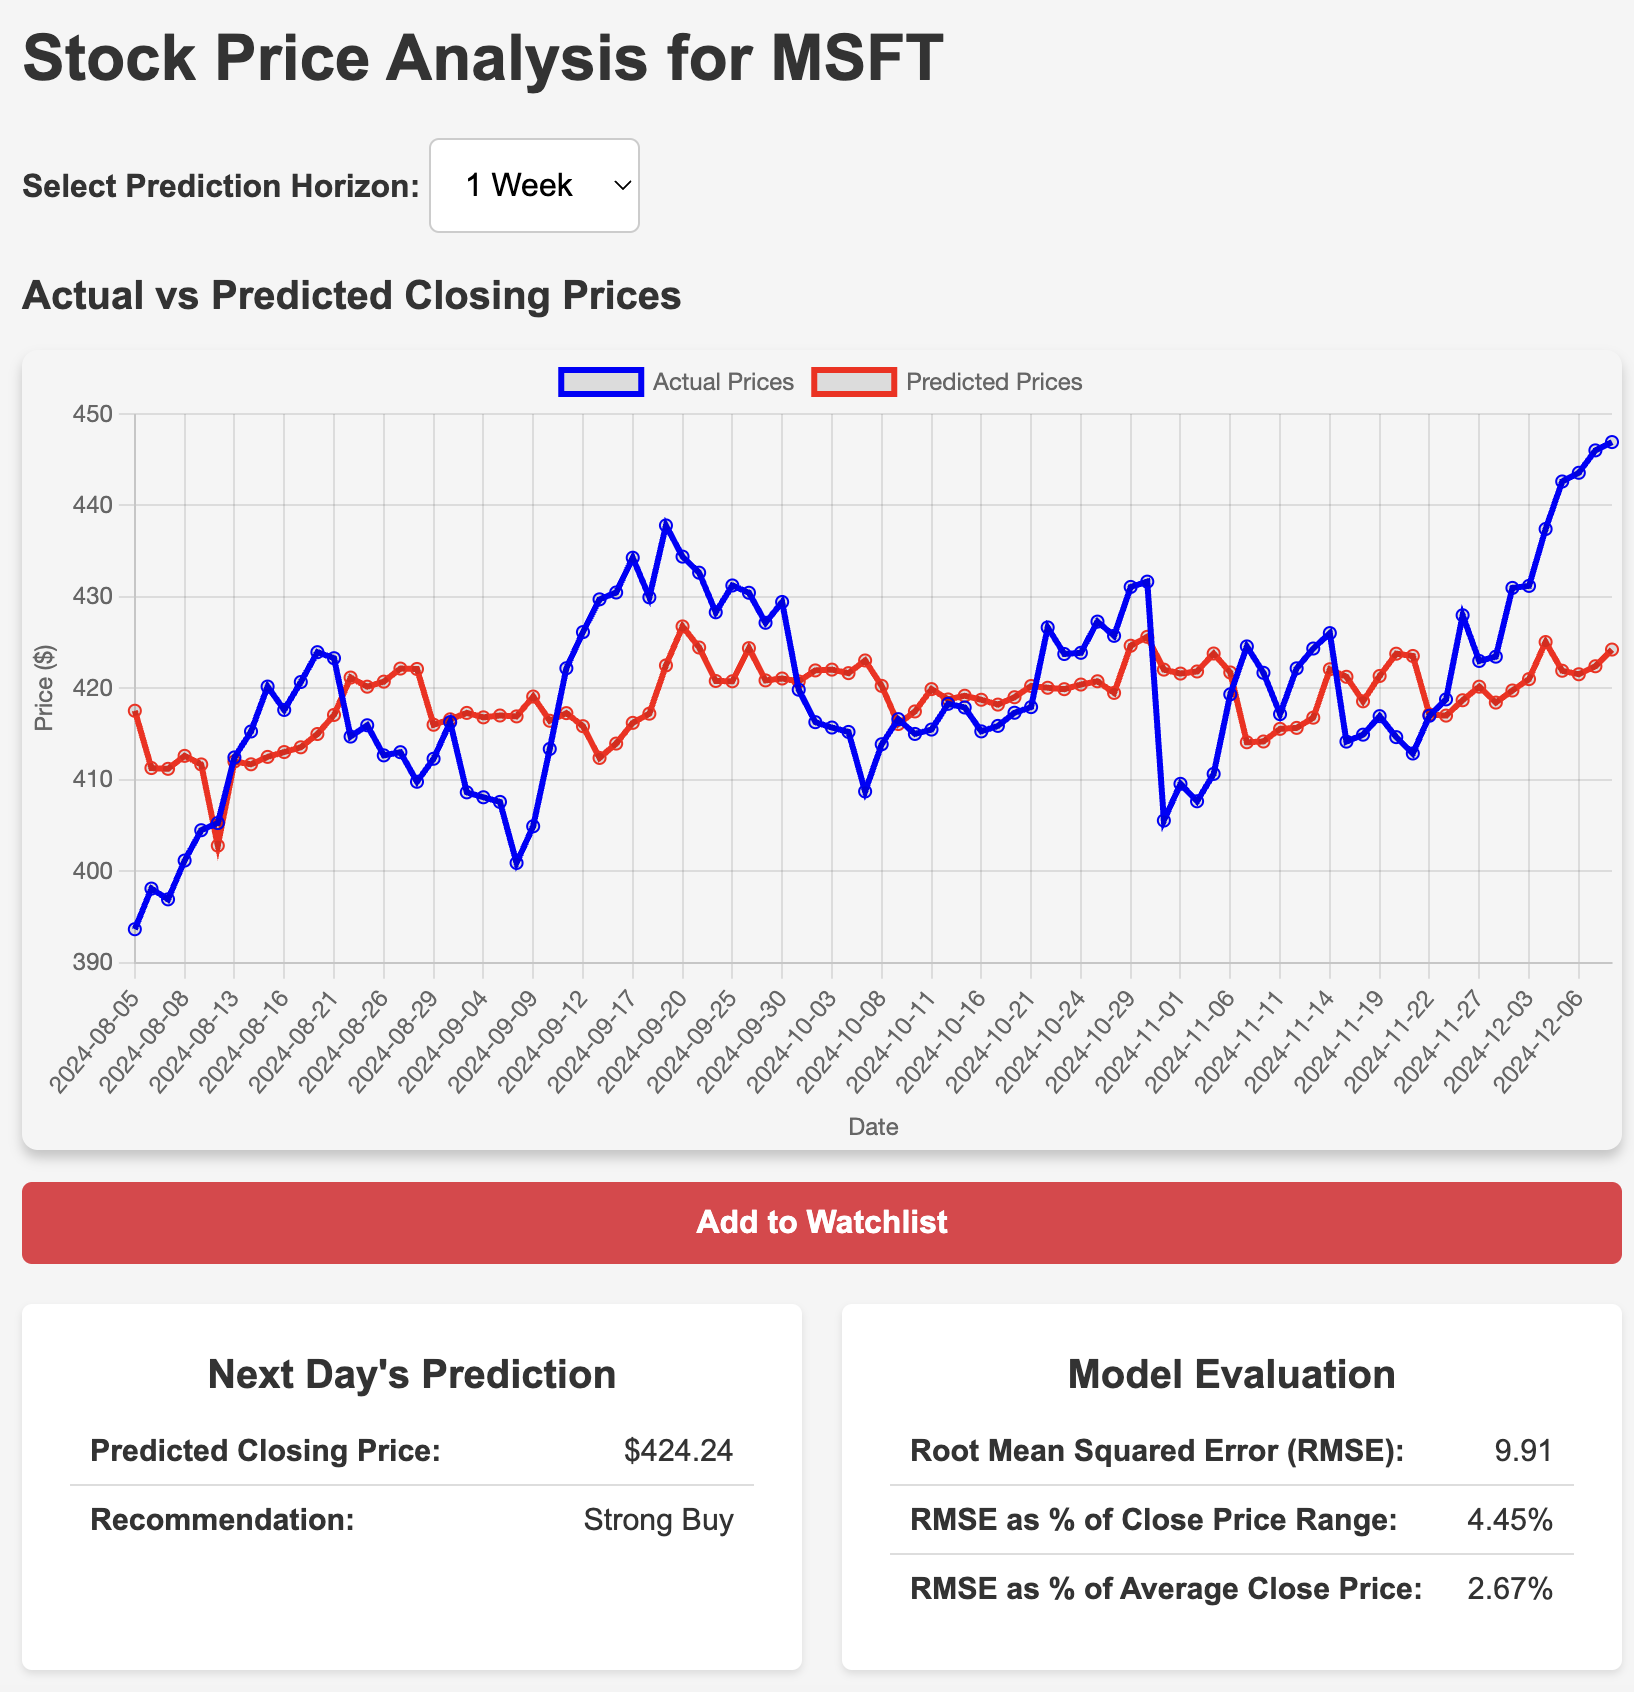 Stock Price Analysis for MSFT
Select Prediction Horizon: 1 Week
Actual vs Predicted Closing Prices
Actual Prices Predicted Prices
450
440
430
420
410
400
390
Price ($)
2024-08-05
2024-08-08
2024-08-13
2024-08-16
2024-08-21
2024-08-26
2024-08-29
2024-09-04
2024-09-09
2024-09-12
2024-09-17
2024-09-20
2024-09-25
2024-09-30
2024-10-03
2024-10-08
2024-10-11
2024-10-16
2024-10-21
2024-10-24
2024-10-29
2024-11-01
2024-11-06
2024-11-11
2024-11-14
2024-11-19
2024-11-22
2024-11-27
2024-12-03
2024-12-06
Date
Add to Watchlist
Next Day's Prediction
Predicted Closing Price: $424.24
Recommendation: Strong Buy
Model Evaluation
Root Mean Squared Error (RMSE): 9.91
RMSE as % of Close Price Range: 4.45%
RMSE as % of Average Close Price: 2.67%